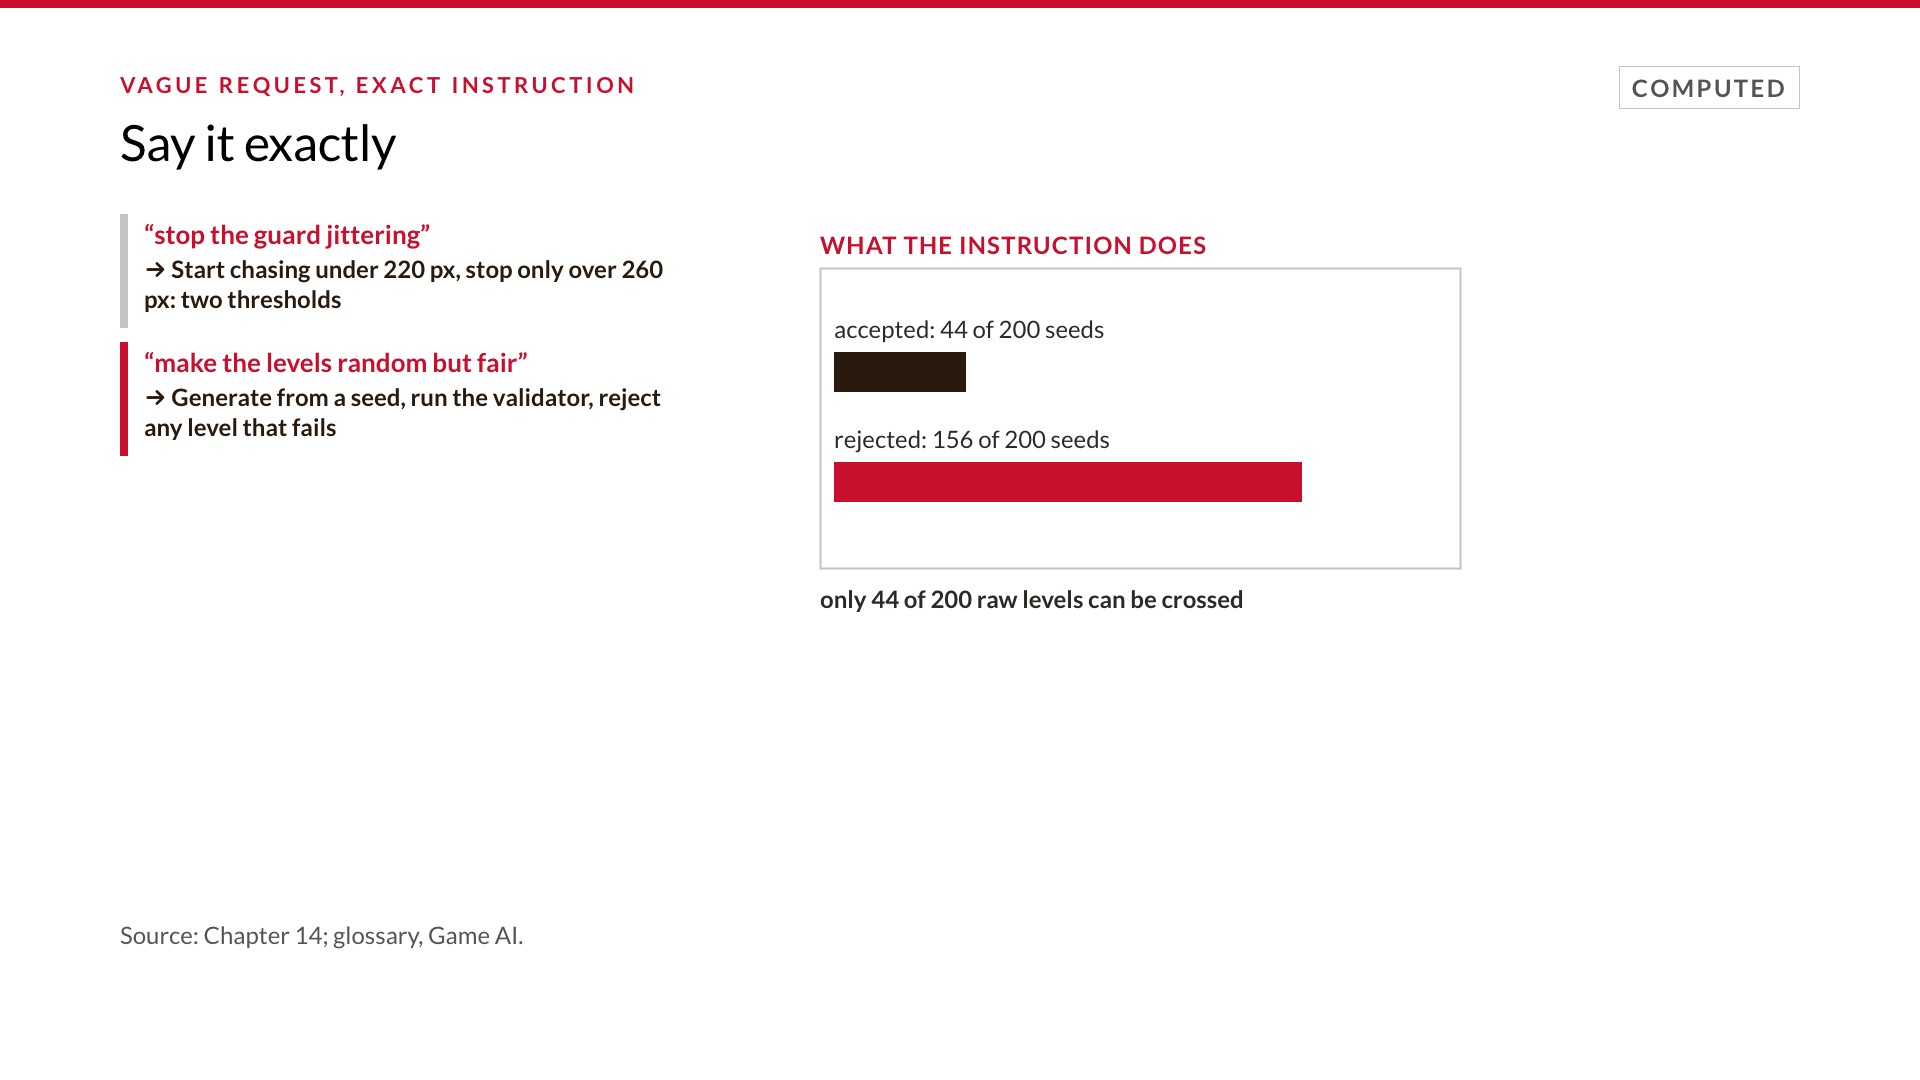 VAGUE REQUEST, EXACT INSTRUCTION
COMPUTED
Say it exactly
“stop the guard jittering”
→ Start chasing under 220 px, stop only over 260
px: two thresholds
“make the levels random but fair”
→ Generate from a seed, run the validator, reject
any level that fails
WHAT THE INSTRUCTION DOES
accepted: 44 of 200 seeds
rejected: 156 of 200 seeds
only 44 of 200 raw levels can be crossed
Source: Chapter 14; glossary, Game AI.